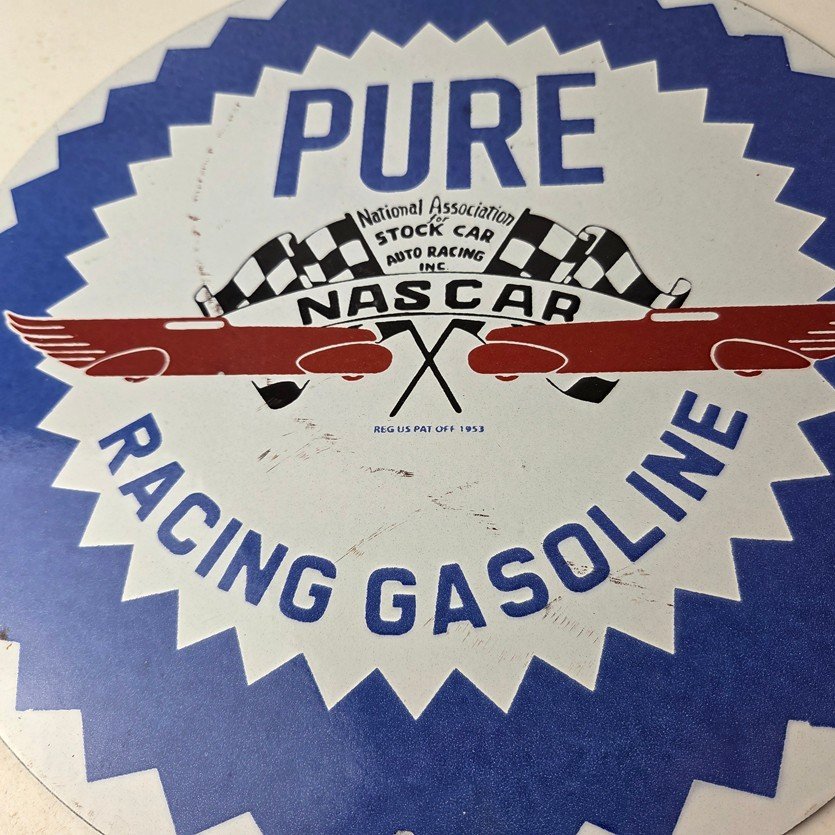 PURE
National Association
for
STOCK CAR
AUTO RACING
INC.
NASCAR
REG US PAT OFF 1953
RACING GASOLINE